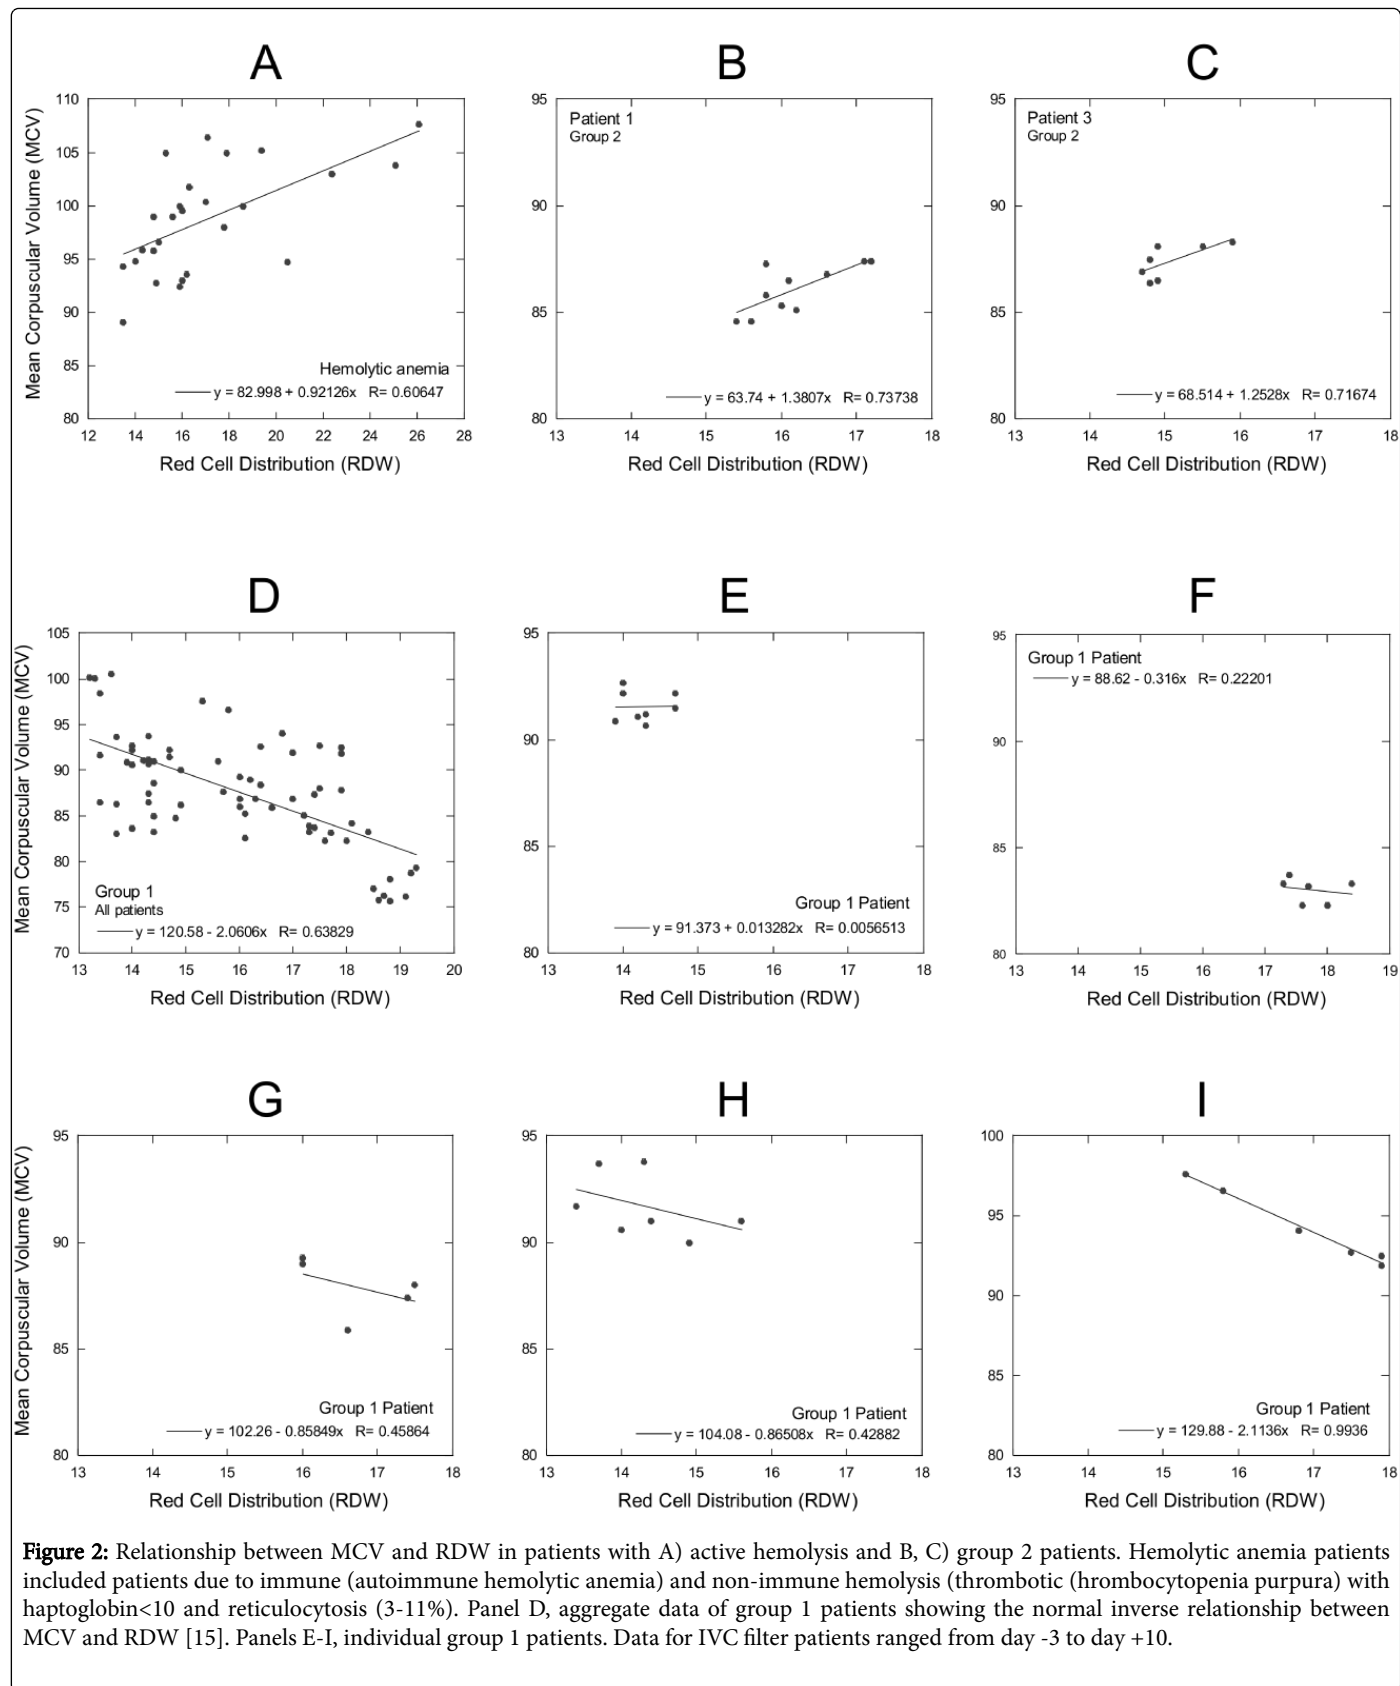 A
B
C
110
105
100
95
90
85
80
Mean Corpuscular Volume (MCV)
Hemolytic anemia
y = 82.998 + 0.92126x R= 0.60647
12 14 16 18 20 22 24 26 28
Red Cell Distribution (RDW)
95
90
85
80
Patient 1
Group 2
y = 63.74 + 1.3807x R= 0.73738
13 14 15 16 17 18
Red Cell Distribution (RDW)
95
90
85
80
Patient 3
Group 2
y = 68.514 + 1.2528x R= 0.71674
13 14 15 16 17 18
Red Cell Distribution (RDW)
D
E
F
105
100
95
90
85
80
75
70
Mean Corpuscular Volume (MCV)
Group 1
All patients
y = 120.58 - 2.0606x R= 0.63829
13 14 15 16 17 18 19 20
Red Cell Distribution (RDW)
95
90
85
80
Group 1 Patient
y = 91.373 + 0.013282x R= 0.0056513
13 14 15 16 17 18
Red Cell Distribution (RDW)
95
90
85
80
Group 1 Patient
y = 88.62 - 0.316x R= 0.22201
13 14 15 16 17 18 19
Red Cell Distribution (RDW)
G
H
I
95
90
85
80
Mean Corpuscular Volume (MCV)
Group 1 Patient
y = 102.26 - 0.85849x R= 0.45864
13 14 15 16 17 18
Red Cell Distribution (RDW)
95
90
85
80
Group 1 Patient
y = 104.08 - 0.86508x R= 0.42882
13 14 15 16 17 18
Red Cell Distribution (RDW)
100
95
90
85
80
Group 1 Patient
y = 129.88 - 2.1136x R= 0.9936
13 14 15 16 17 18
Red Cell Distribution (RDW)
Figure 2: Relationship between MCV and RDW in patients with A) active hemolysis and B, C) group 2 patients. Hemolytic anemia patients
included patients due to immune (autoimmune hemolytic anemia) and non-immune hemolysis (thrombotic (hrombocytopenia purpura) with
haptoglobin<10 and reticulocytosis (3-11%). Panel D, aggregate data of group 1 patients showing the normal inverse relationship between
MCV and RDW [15]. Panels E-I, individual group 1 patients. Data for IVC filter patients ranged from day -3 to day +10.